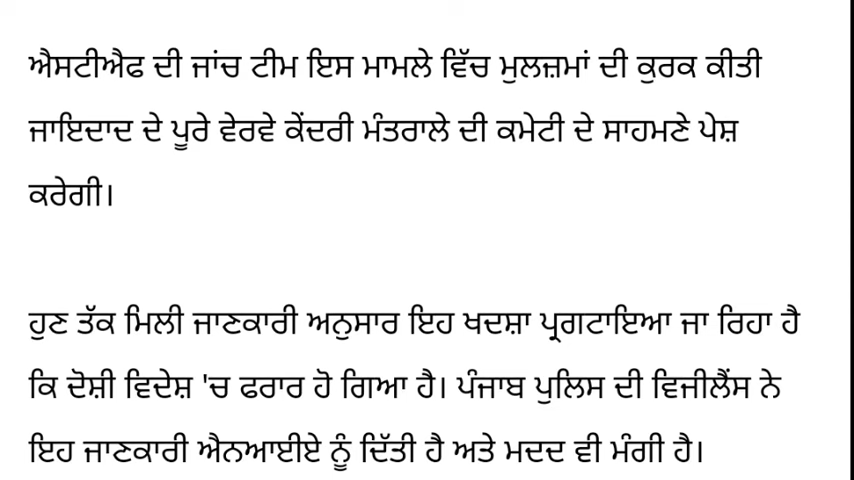 ਐਸਟੀਐਫ ਦੀ ਜਾਂਚ ਟੀਮ ਇਸ ਮਾਮਲੇ ਵਿੱਚ ਮੁਲਜ਼ਮਾਂ ਦੀ ਕੁਰਕ ਕੀਤੀ
ਜਾਇਦਾਦ ਦੇ ਪੂਰੇ ਵੇਰਵੇ ਕੇਂਦਰੀ ਮੰਤਰਾਲੇ ਦੀ ਕਮੇਟੀ ਦੇ ਸਾਹਮਣੇ ਪੇਸ਼
ਕਰੇਗੀ।
ਹੁਣ ਤੱਕ ਮਿਲੀ ਜਾਣਕਾਰੀ ਅਨੁਸਾਰ ਇਹ ਖਦਸ਼ਾ ਪ੍ਰਗਟਾਇਆ ਜਾ ਰਿਹਾ ਹੈ
ਕਿ ਦੋਸ਼ੀ ਵਿਦੇਸ਼ 'ਚ ਫਰਾਰ ਹੋ ਗਿਆ ਹੈ। ਪੰਜਾਬ ਪੁਲਿਸ ਦੀ ਵਿਜੀਲੈਂਸ ਨੇ
ਇਹ ਜਾਣਕਾਰੀ ਐਨਆਈਏ ਨੂੰ ਦਿੱਤੀ ਹੈ ਅਤੇ ਮਦਦ ਵੀ ਮੰਗੀ ਹੈ।